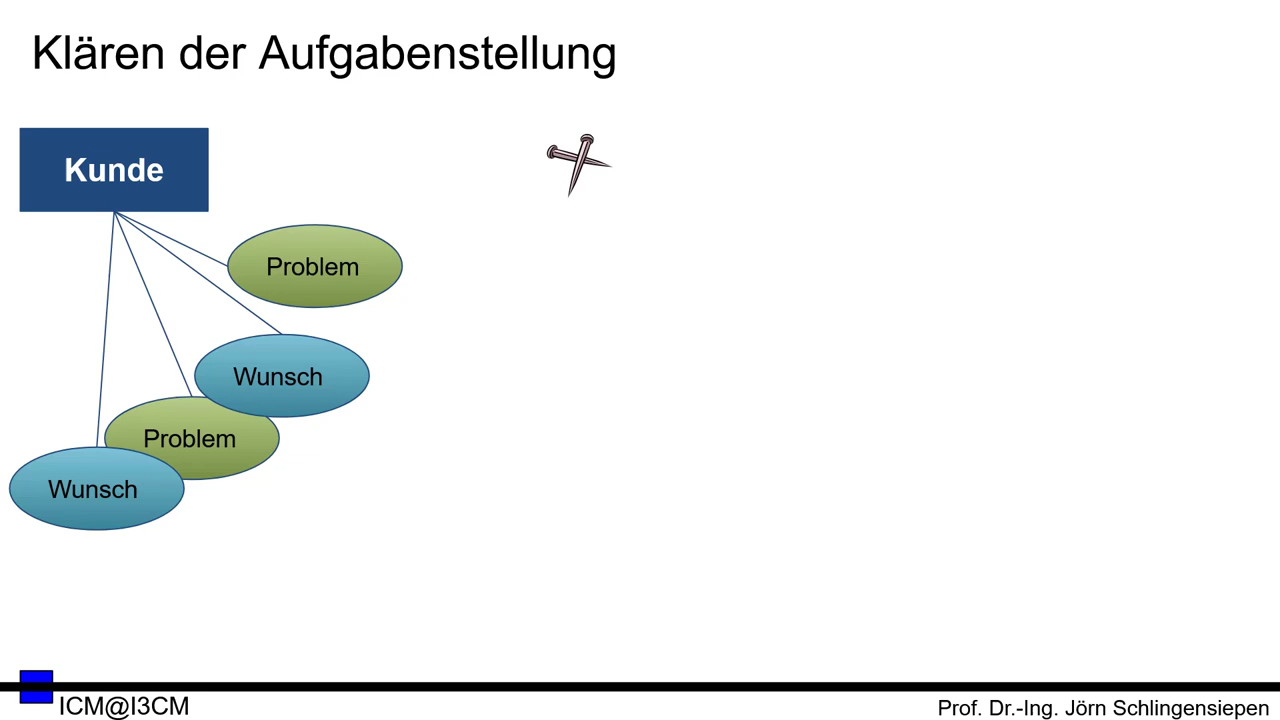 Klären der Aufgabenstellung
Kunde
Problem
Wunsch
Problem
Wunsch
ICM@I3CM
Prof. Dr.-Ing. Jörn Schlingensiepen